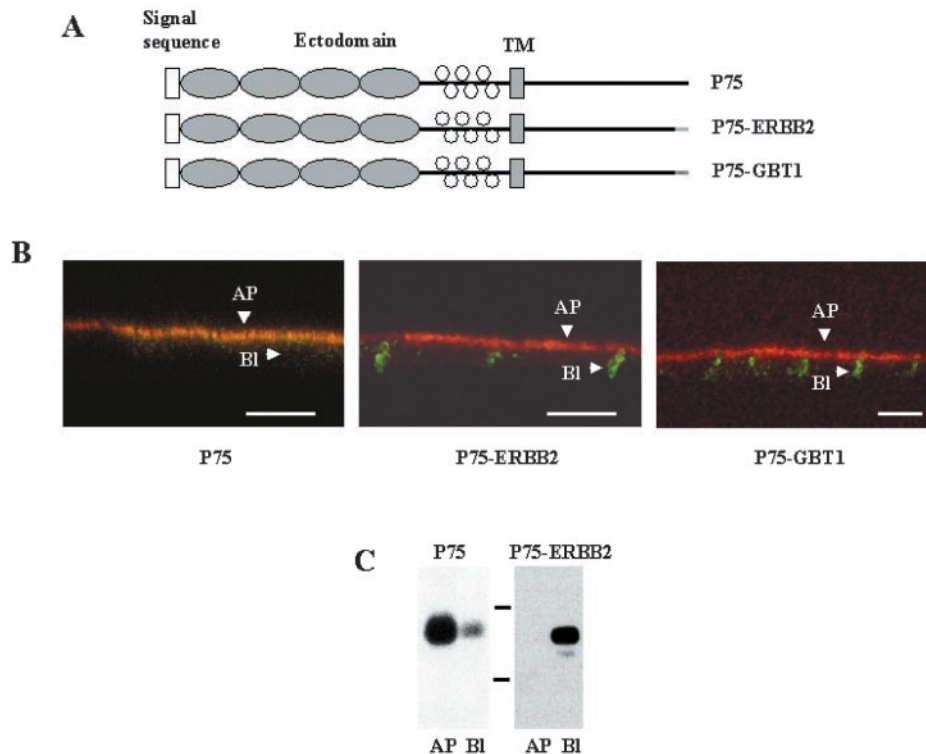 A
Signal
sequence
Ectodomain
TM
P75
P75-ERBB2
P75-GBT1
B
AP
Bl
AP
Bl
AP
Bl
P75
P75-ERBB2
P75-GBT1
C
P75
P75-ERBB2
AP Bl
AP Bl